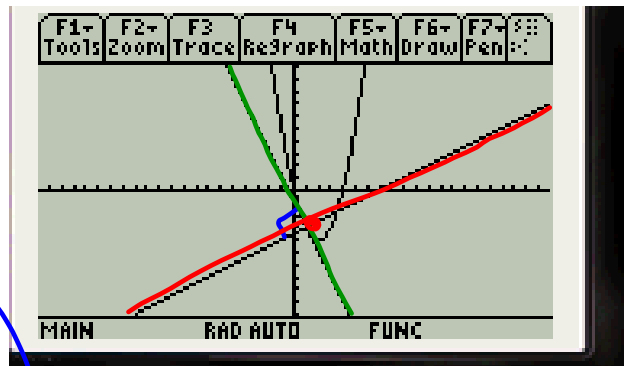 F1 F2 F3 F4 F5 F6 F7
Tools Zoom Trace ReGraph Math Draw Pen
MAIN RAD AUTO FUNC